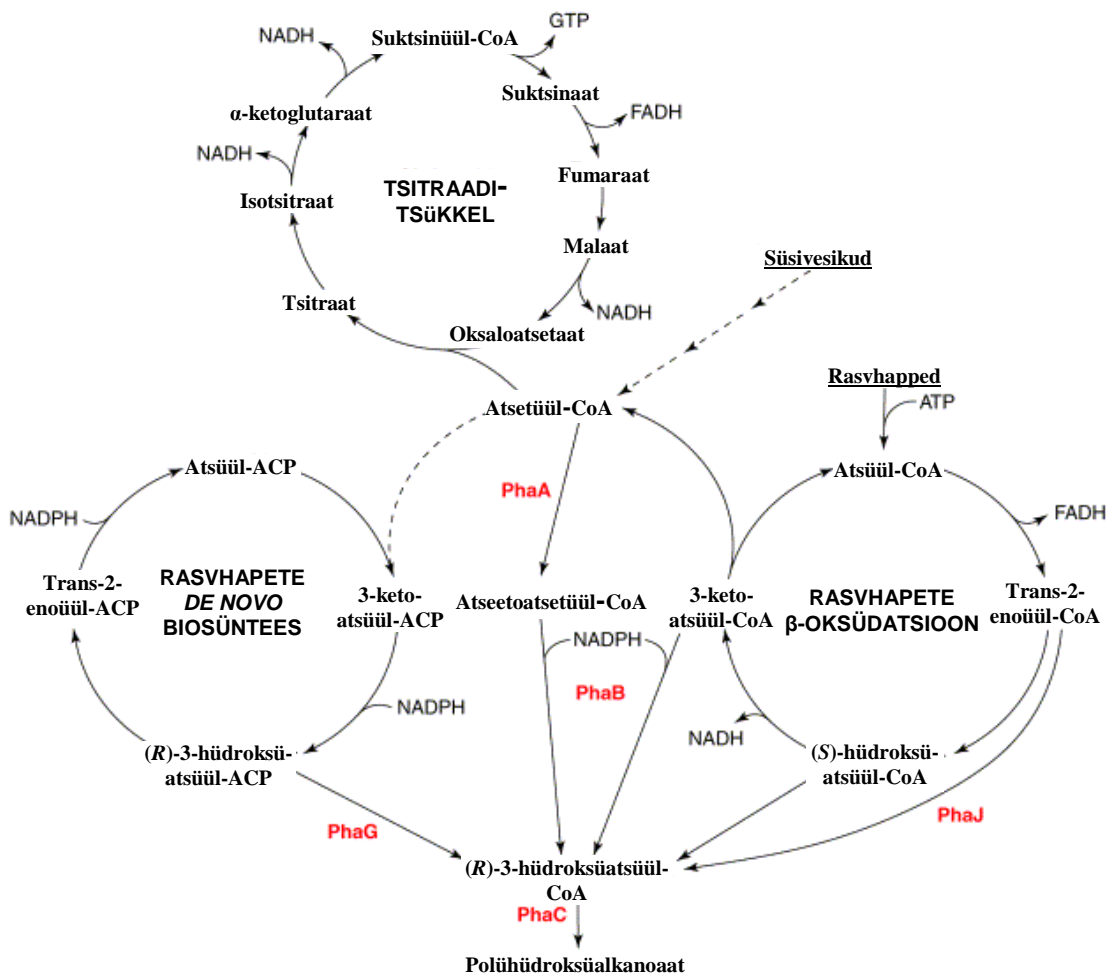 GTP
NADH
Suktsinüül-CoA
Suktsinaat
α-ketoglutaraat
FADH
NADH
TSITRAADI-
TSüKKEL
Fumaraat
Isotsitraat
Malaat
Süsivesikud
Tsitraat
NADH
Oksaloatsetaat
Rasvhapped
ATP
Atsetüül-CoA
Atsüül-ACP
Atsüül-CoA
PhaA
NADPH
FADH
RASVHAPETE
DE NOVO
BIOSÜNTEES
Trans-2-
enoüül-ACP
3-keto-
atsüül-ACP
Atseetoatsetüül-CoA
3-keto-
atsüül-CoA
RASVHAPETE
β-OKSÜDATSIOON
Trans-2-
enoüül-CoA
NADPH
PhaB
NADPH
NADH
(R)-3-hüdroksü-
atsüül-ACP
(S)-hüdroksü-
atsüül-CoA
PhaG
PhaJ
(R)-3-hüdroksüatsüül-
CoA
PhaC
Polühüdroksüalkanoaat